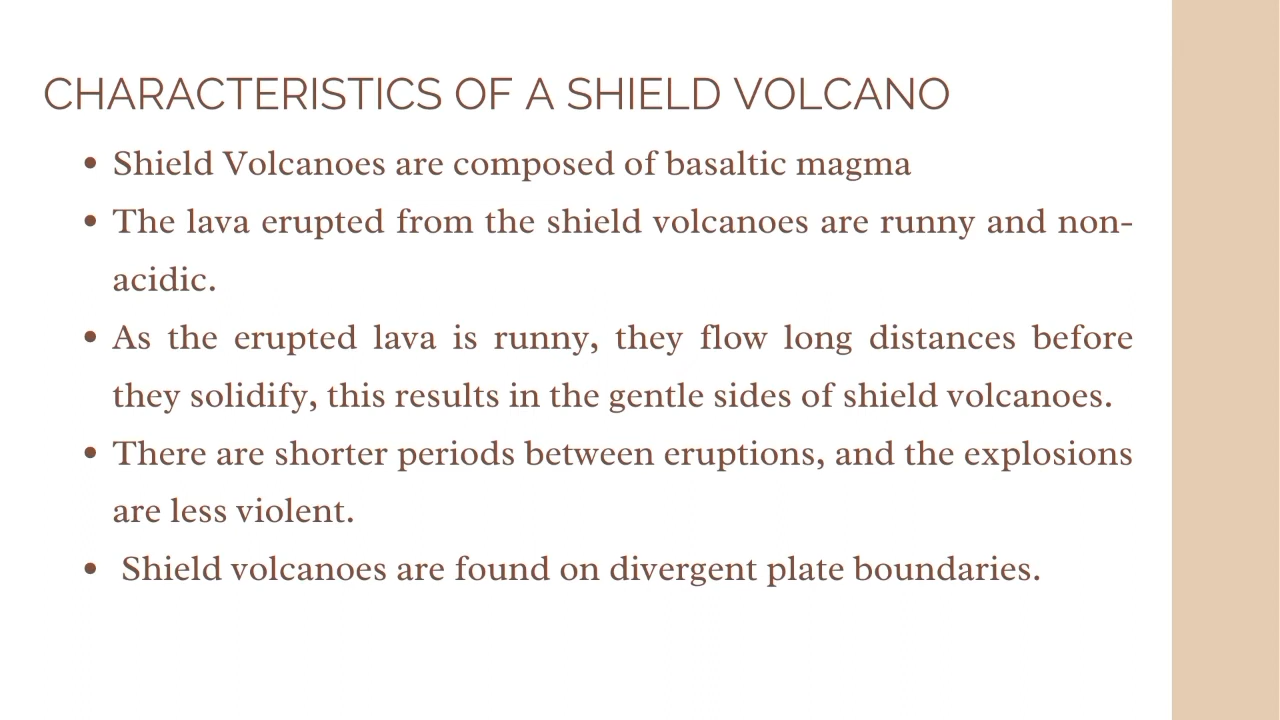 CHARACTERISTICS OF A SHIELD VOLCANO
• Shield Volcanoes are composed of basaltic magma
• The lava erupted from the shield volcanoes are runny and non-
acidic.
• As the erupted lava is runny, they flow long distances before
they solidify, this results in the gentle sides of shield volcanoes.
• There are shorter periods between eruptions, and the explosions
are less violent.
• Shield volcanoes are found on divergent plate boundaries.